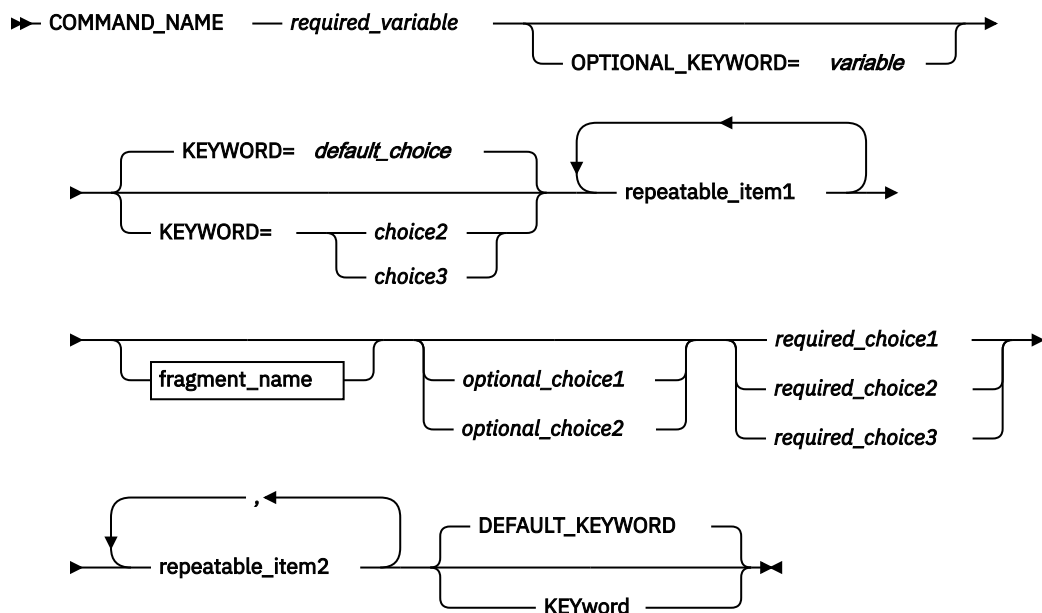 COMMAND_NAME required_variable
OPTIONAL_KEYWORD= variable
KEYWORD= default_choice
repeatable_item1
KEYWORD= choice2
choice3
required_choice1
fragment_name optional_choice1 required_choice2
optional_choice2 required_choice3
,
DEFAULT_KEYWORD
repeatable_item2
KEYword